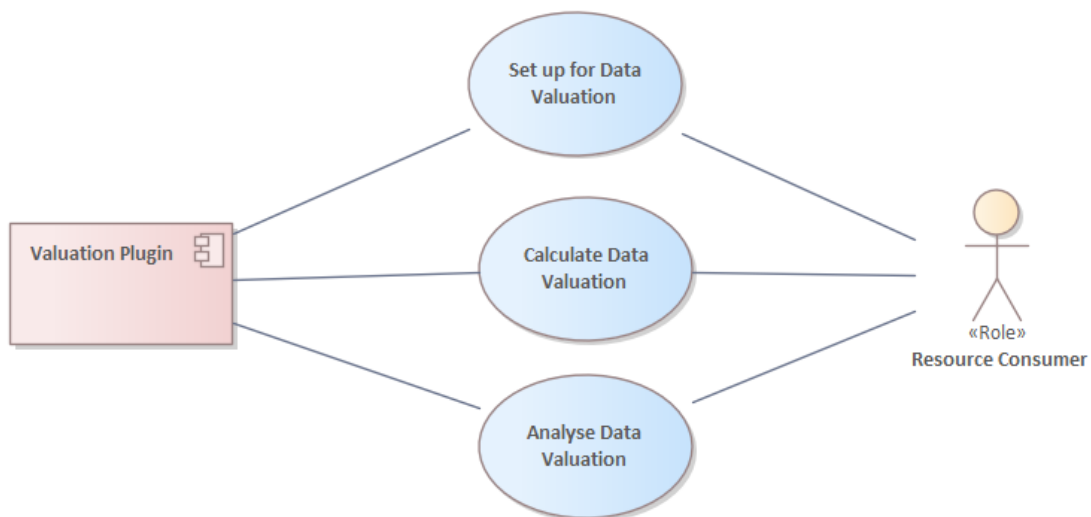 Set up for Data
Valuation
Valuation Plugin
Calculate Data
Valuation
«Role»
Resource Consumer
Analyse Data
Valuation